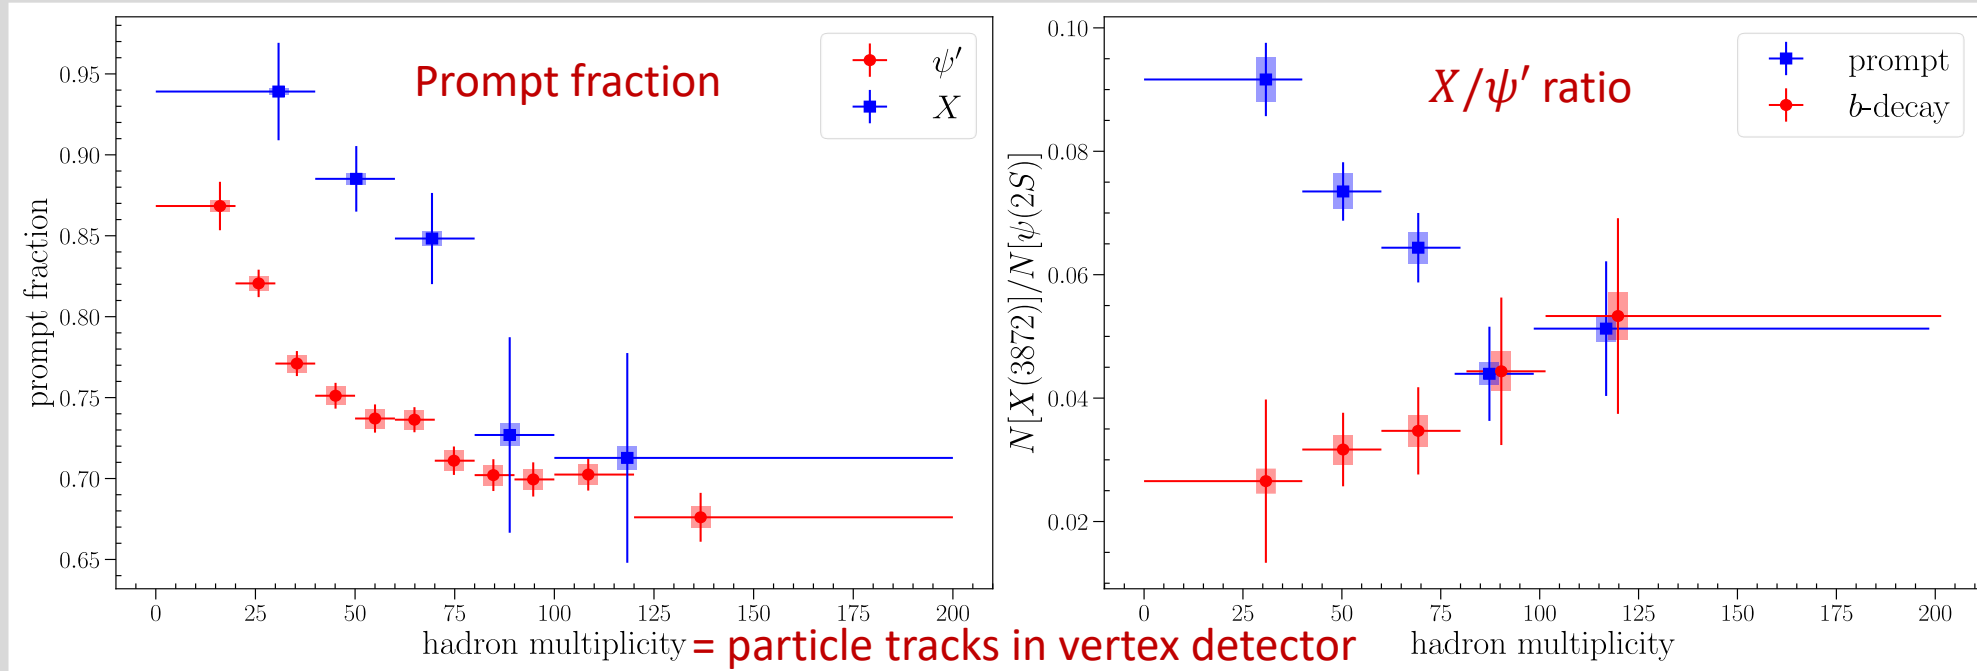 Prompt fraction
ψ′
X
0.95
0.90
0.85
0.80
0.75
0.70
0.65
prompt fraction
0 25 50 75 100 125 150 175 200
hadron multiplicity
X/ψ′ ratio
prompt
b-decay
0.10
0.08
0.06
0.04
0.02
N[X(3872)]/N[ψ(2S)]
0 25 50 75 100 125 150 175 200
= particle tracks in vertex detector
hadron multiplicity